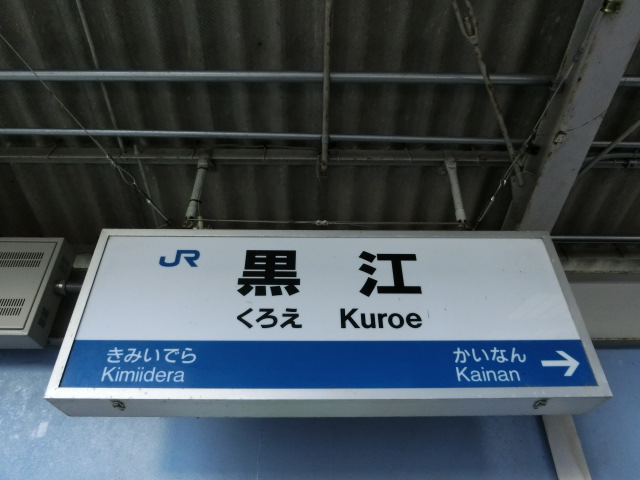 JR 黒江
くろえ Kuroe
きみいでら かいなん
Kimiidera Kainan →